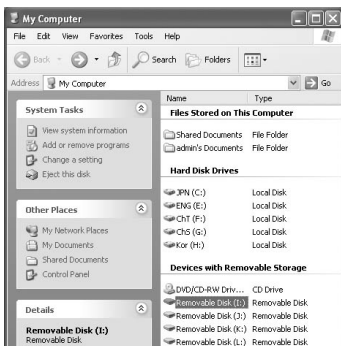 My Computer
File Edit View Favorites Tools Help
Back Search Folders
Address My Computer Go
System Tasks
View system information
Add or remove programs
Change a setting
Eject this disk
Other Places
My Network Places
My Documents
Shared Documents
Control Panel
Details
Removable Disk (I:)
Removable Disk
Name Type
Files Stored on This Computer
Shared Documents File Folder
admin's Documents File Folder
Hard Disk Drives
JPN (C:) Local Disk
ENG (E:) Local Disk
ChT (F:) Local Disk
ChS (G:) Local Disk
Kor (H:) Local Disk
Devices with Removable Storage
DVD/CD-RW Driv... CD Drive
Removable Disk (I:) Removable Disk
Removable Disk (J:) Removable Disk
Removable Disk (K:) Removable Disk
Removable Disk (L:) Removable Disk